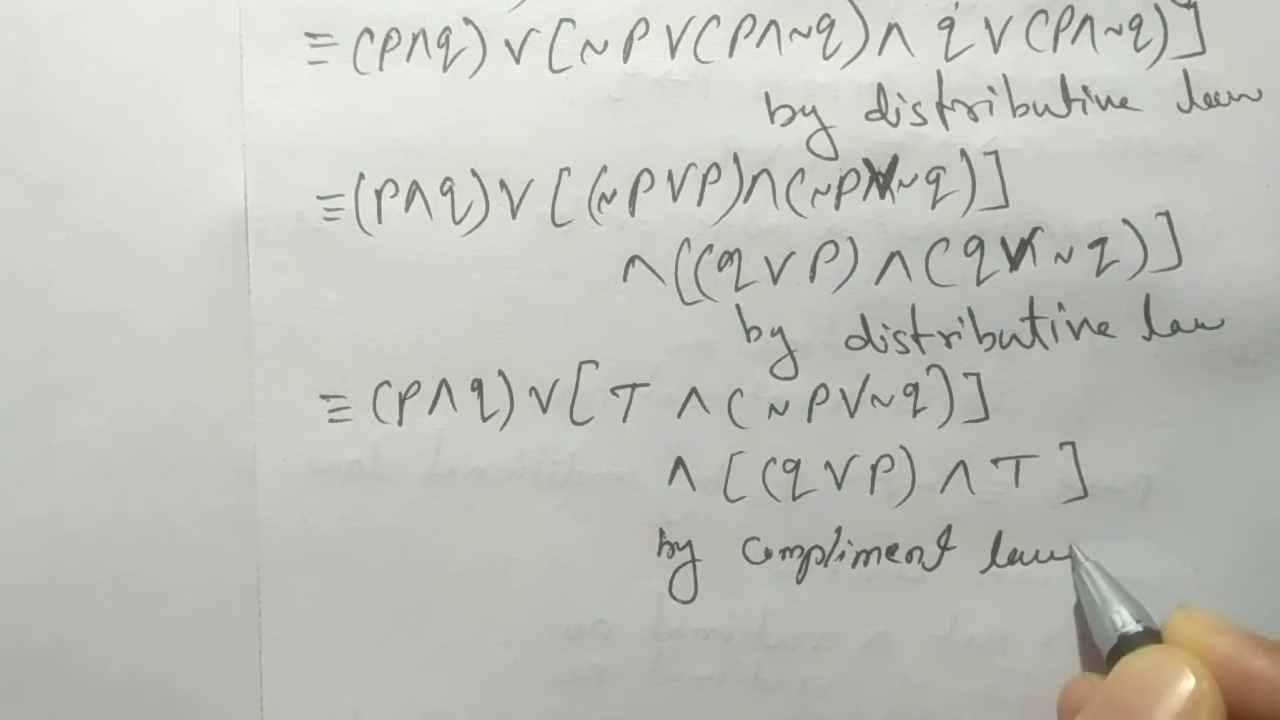 ≡ (P∧q) ∨ [~P ∨ (P∧~q) ∧ q ∨ (P∧~q)]
by distributive law
≡ (P∧q) ∨ [(~P∨P) ∧ (~P∨~q)]
∧ [(q∨P) ∧ (q∨~q)]
by distributive law
≡ (P∧q) ∨ [T ∧ (~P∨~q)]
∧ [(q∨P) ∧ T]
by compliment law